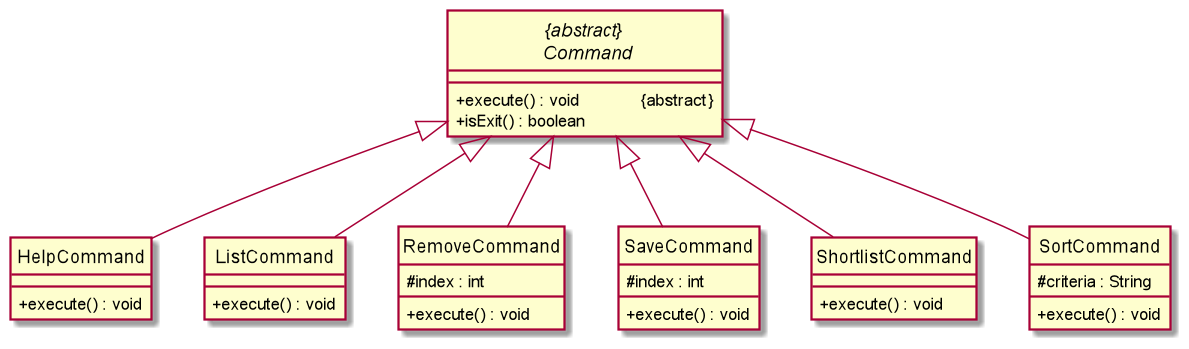 {abstract}
Command
+execute() : void {abstract}
+isExit() : boolean
HelpCommand
+execute() : void
ListCommand
+execute() : void
RemoveCommand
#index : int
+execute() : void
SaveCommand
#index : int
+execute() : void
ShortlistCommand
+execute() : void
SortCommand
#criteria : String
+execute() : void